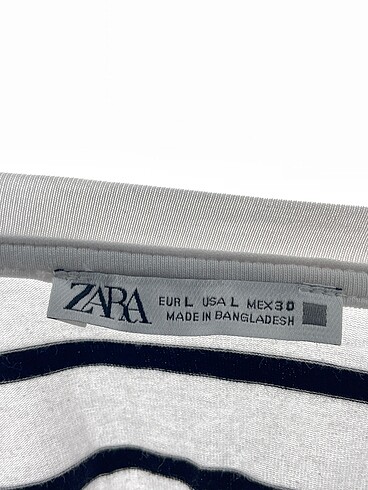 ZARA
EUR L USA L MEX 30
MADE IN BANGLADESH